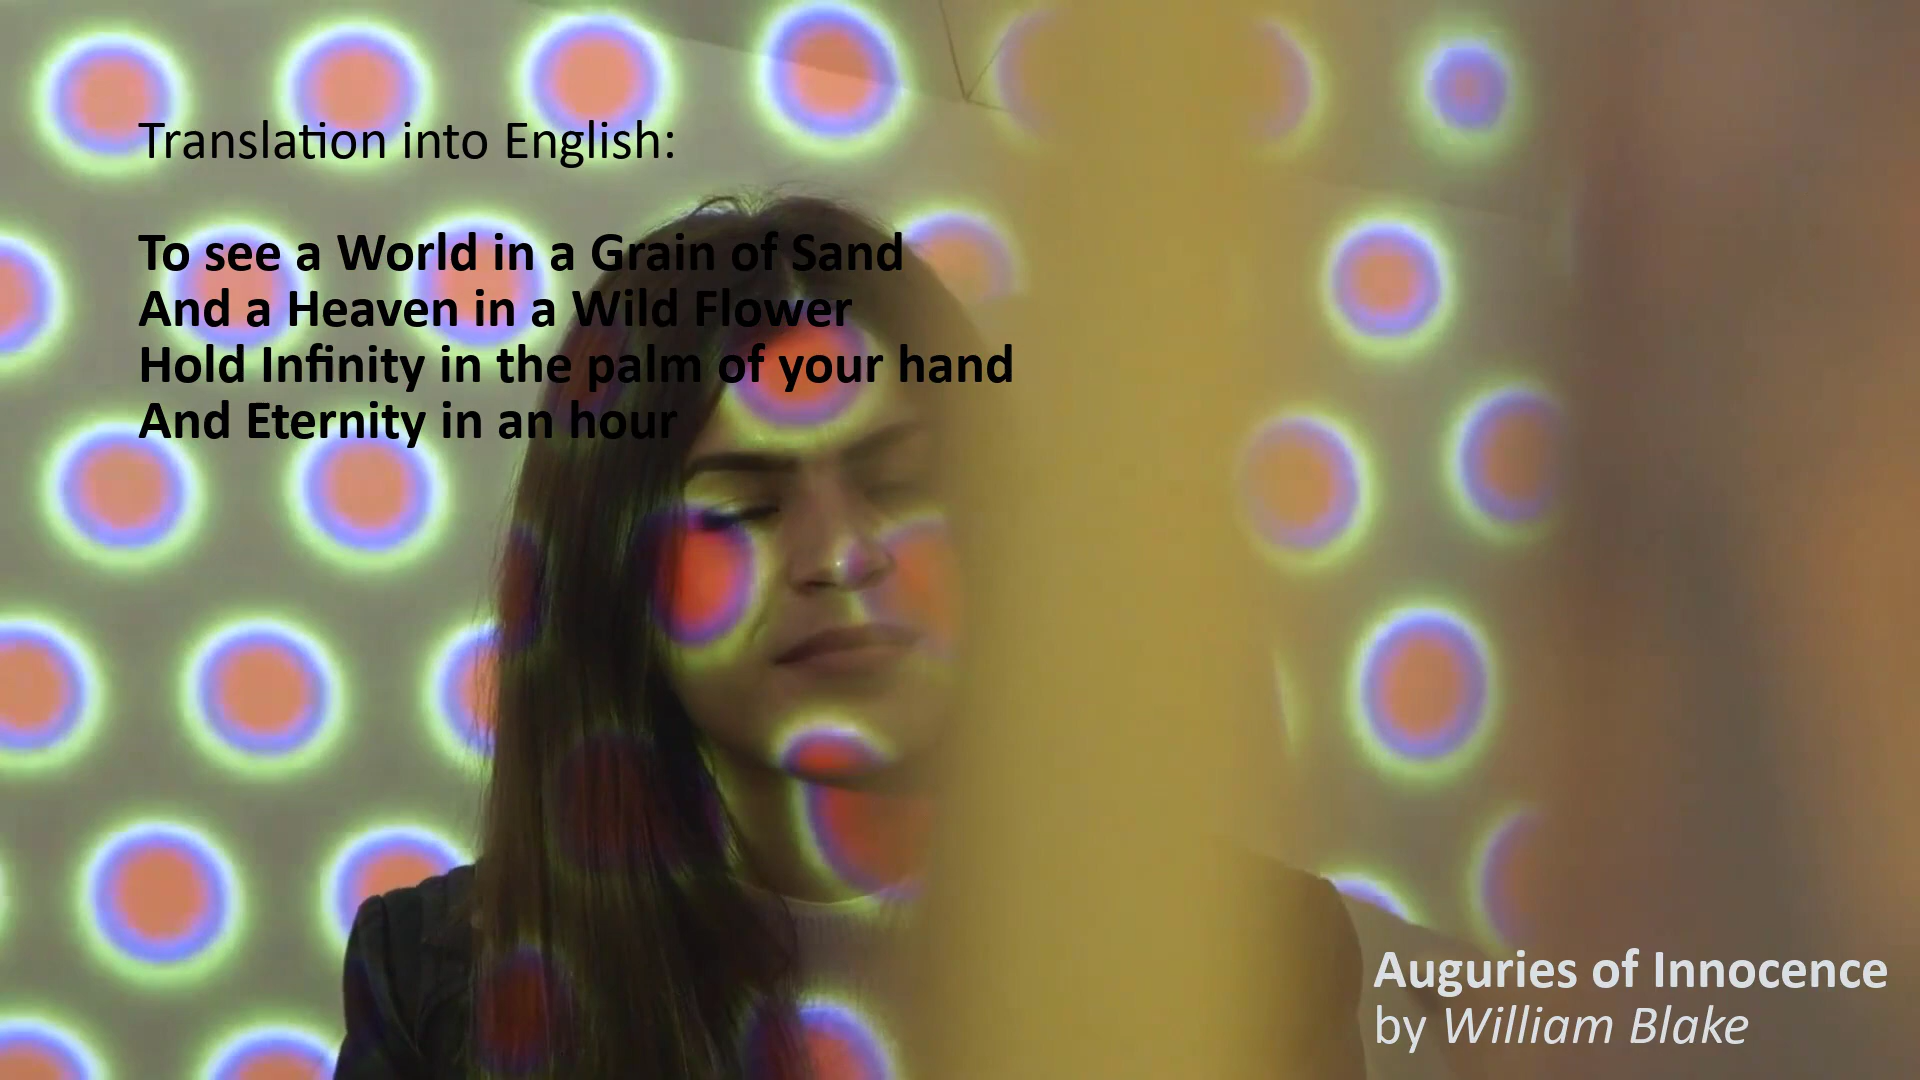 Translation into English:
To see a World in a Grain of Sand
And a Heaven in a Wild Flower
Hold Infinity in the palm of your hand
And Eternity in an hour
Auguries of Innocence
by William Blake